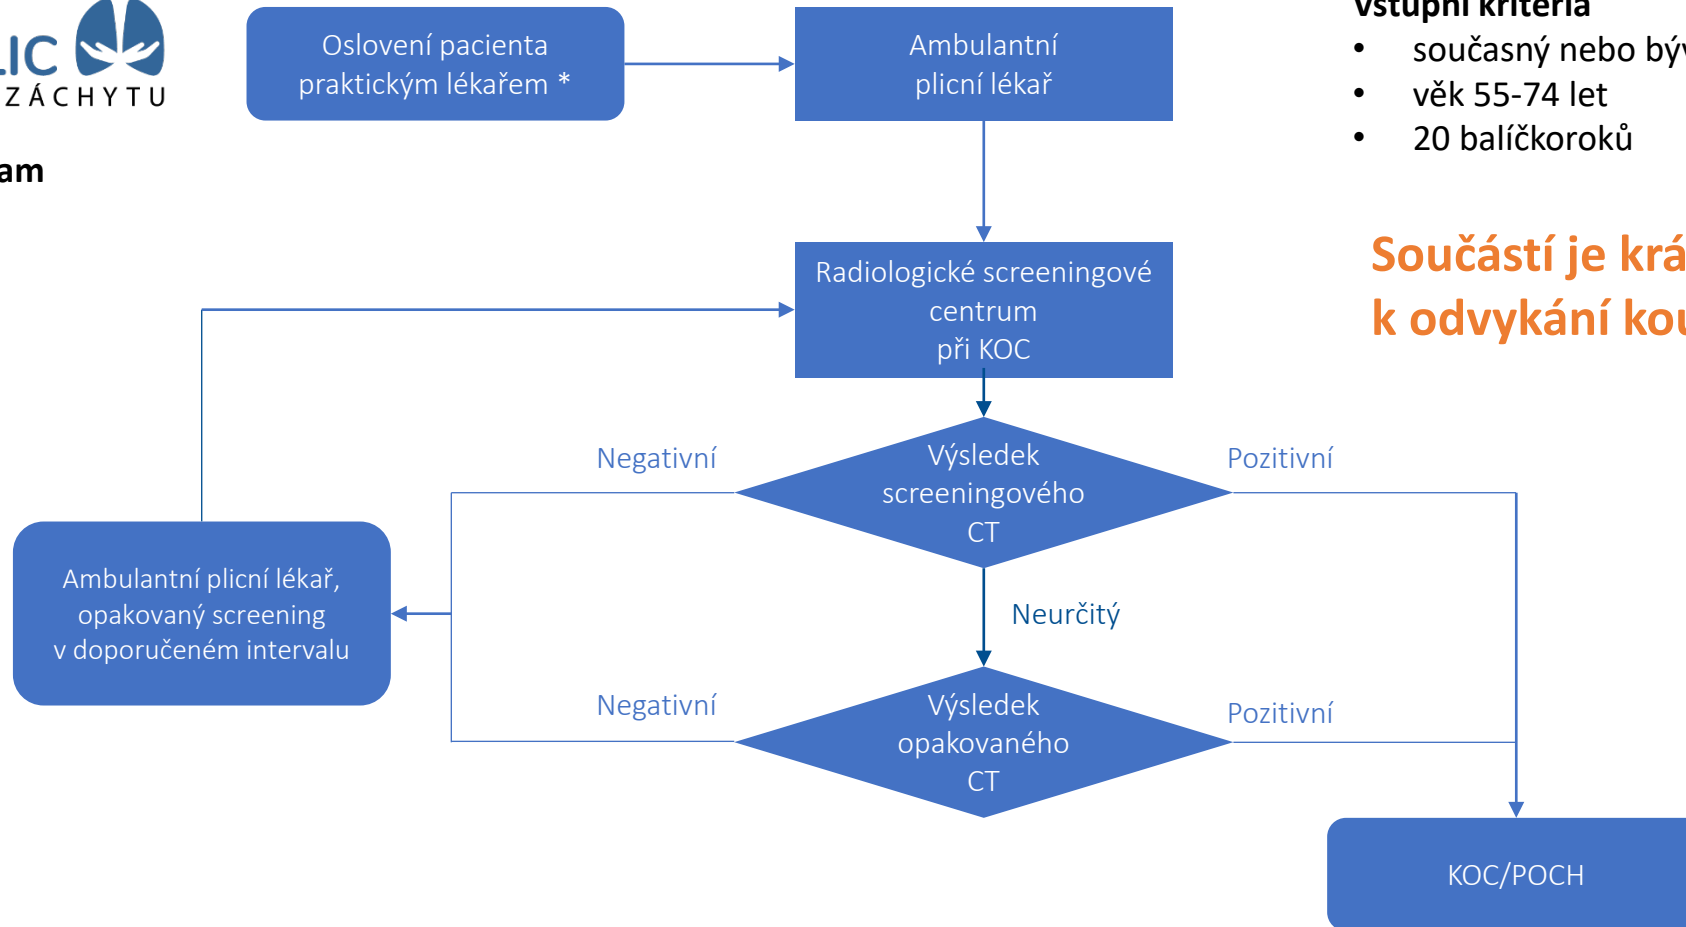 LIC
ZÁCHYTU
am
Oslovení pacienta
praktickým lékařem *
Ambulantní
plicní lékař
Vstupní kritéria
• současný nebo býv
• věk 55-74 let
• 20 balíčkoroků
Součástí je krá
k odvykání kou
Radiologické screeningové
centrum
při KOC
Negativní
Výsledek
screeningového
CT
Pozitivní
Ambulantní plicní lékař,
opakovaný screening
v doporučeném intervalu
Neurčitý
Negativní
Výsledek
opakovaného
CT
Pozitivní
KOC/POCH